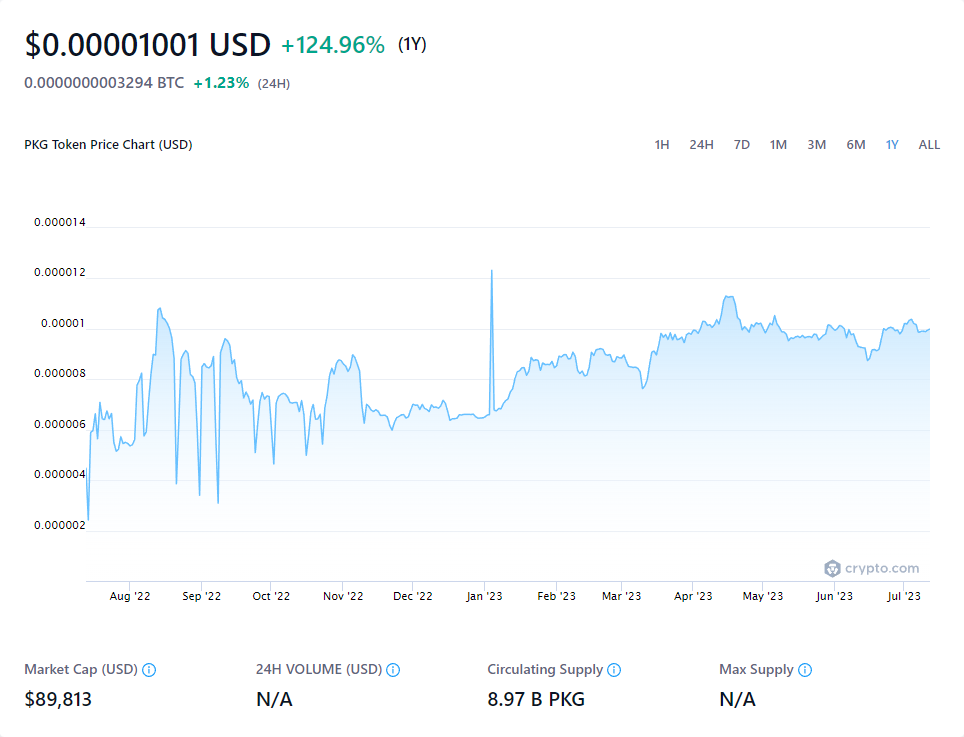 $0.00001001 USD +124.96% (1Y)
0.0000000003294 BTC +1.23% (24H)
PKG Token Price Chart (USD) 1H 24H 7D 1M 3M 6M 1Y ALL
0.000014
0.000012
0.00001
0.000008
0.000006
0.000004
0.000002
crypto.com
Aug '22 Sep '22 Oct '22 Nov '22 Dec '22 Jan '23 Feb '23 Mar '23 Apr '23 May '23 Jun '23 Jul '23
Market Cap (USD) 24H VOLUME (USD) Circulating Supply Max Supply
$89,813 N/A 8.97 B PKG N/A